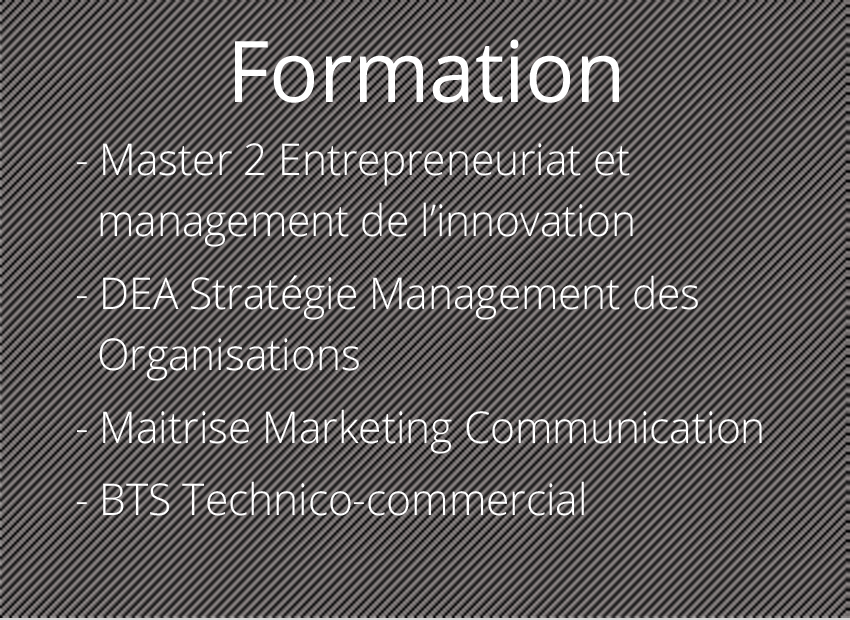 Formation
- Master 2 Entrepreneuriat et
management de l’innovation
- DEA Stratégie Management des
Organisations
- Maitrise Marketing Communication
- BTS Technico-commercial